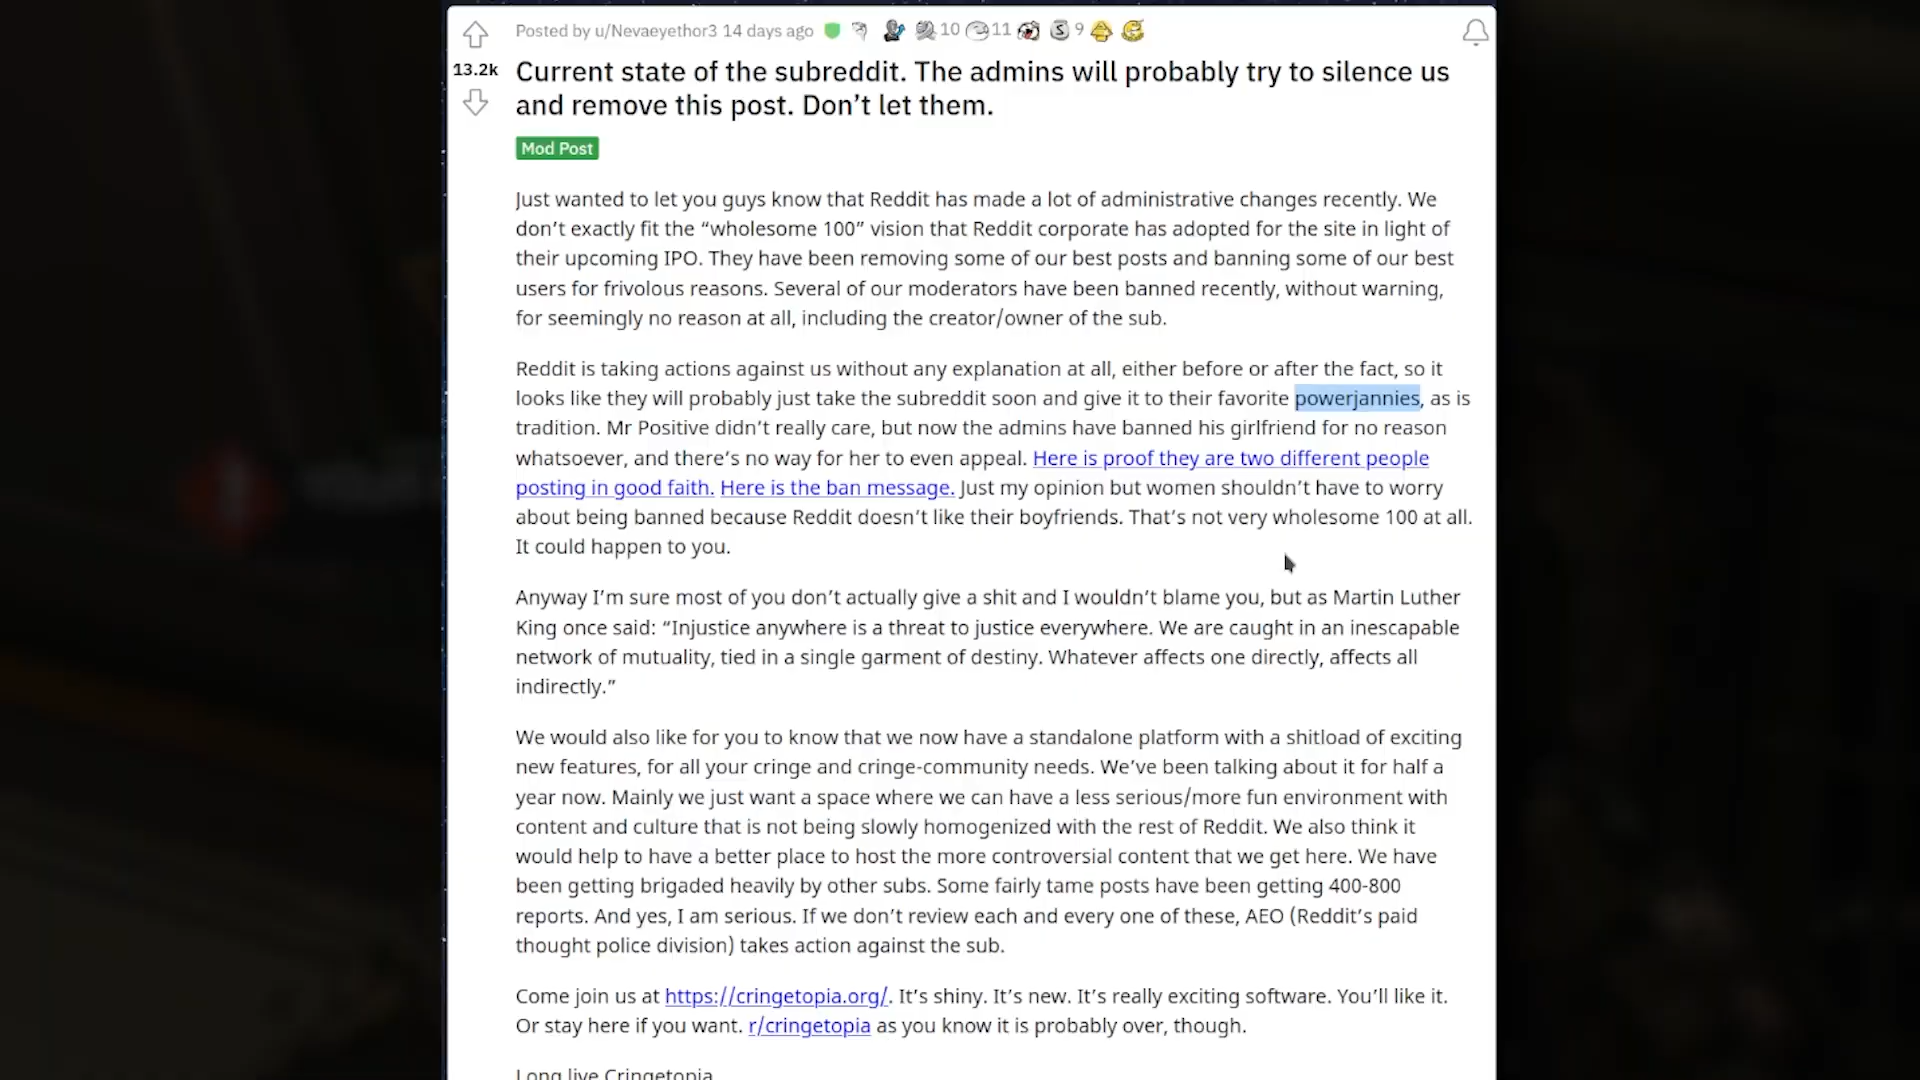 Posted by u/Nevaeyethor3 14 days ago 10 11 9
13.2k
Current state of the subreddit. The admins will probably try to silence us
and remove this post. Don’t let them.
Mod Post
Just wanted to let you guys know that Reddit has made a lot of administrative changes recently. We
don’t exactly fit the “wholesome 100” vision that Reddit corporate has adopted for the site in light of
their upcoming IPO. They have been removing some of our best posts and banning some of our best
users for frivolous reasons. Several of our moderators have been banned recently, without warning,
for seemingly no reason at all, including the creator/owner of the sub.
Reddit is taking actions against us without any explanation at all, either before or after the fact, so it
looks like they will probably just take the subreddit soon and give it to their favorite powerjannies, as is
tradition. Mr Positive didn’t really care, but now the admins have banned his girlfriend for no reason
whatsoever, and there’s no way for her to even appeal. Here is proof they are two different people
posting in good faith. Here is the ban message. Just my opinion but women shouldn’t have to worry
about being banned because Reddit doesn’t like their boyfriends. That’s not very wholesome 100 at all.
It could happen to you.
Anyway I’m sure most of you don’t actually give a shit and I wouldn’t blame you, but as Martin Luther
King once said: “Injustice anywhere is a threat to justice everywhere. We are caught in an inescapable
network of mutuality, tied in a single garment of destiny. Whatever affects one directly, affects all
indirectly.”
We would also like for you to know that we now have a standalone platform with a shitload of exciting
new features, for all your cringe and cringe-community needs. We’ve been talking about it for half a
year now. Mainly we just want a space where we can have a less serious/more fun environment with
content and culture that is not being slowly homogenized with the rest of Reddit. We also think it
would help to have a better place to host the more controversial content that we get here. We have
been getting brigaded heavily by other subs. Some fairly tame posts have been getting 400-800
reports. And yes, I am serious. If we don’t review each and every one of these, AEO (Reddit’s paid
thought police division) takes action against the sub.
Come join us at https://cringetopia.org/. It’s shiny. It’s new. It’s really exciting software. You’ll like it.
Or stay here if you want. r/cringetopia as you know it is probably over, though.
Long live Cringetopia